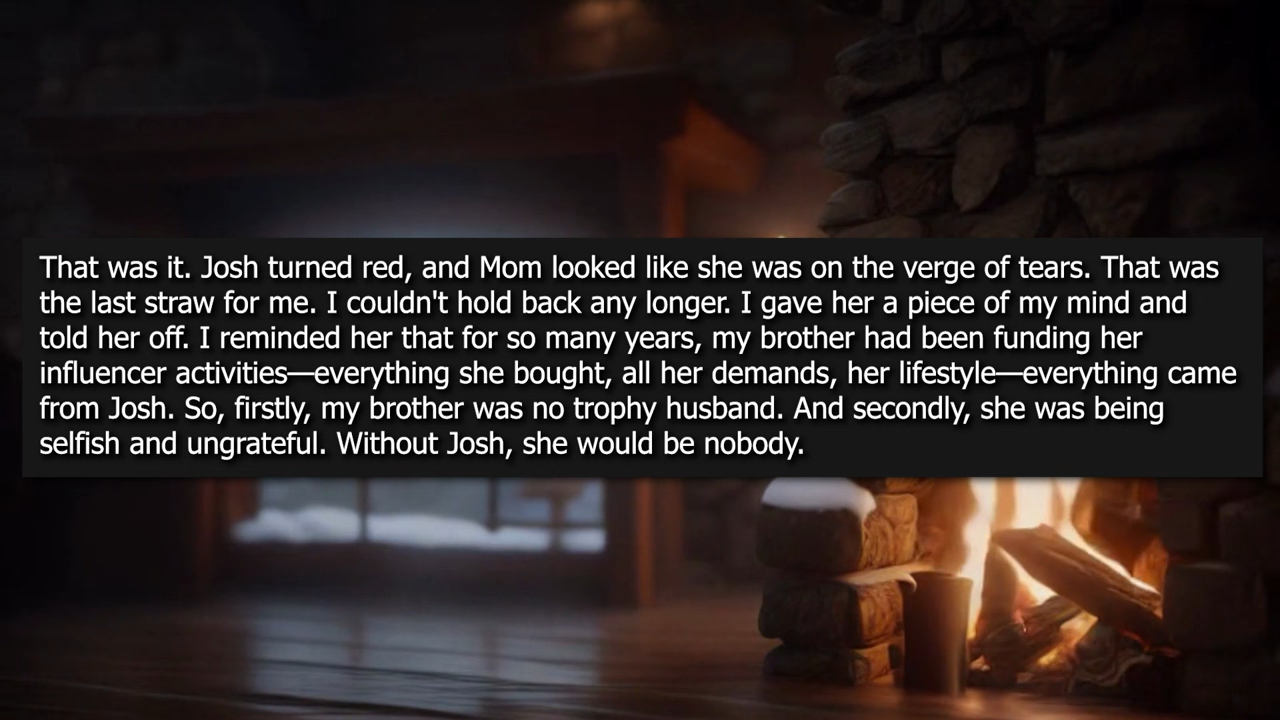 That was it. Josh turned red, and Mom looked like she was on the verge of tears. That was
the last straw for me. I couldn't hold back any longer. I gave her a piece of my mind and
told her off. I reminded her that for so many years, my brother had been funding her
influencer activities—everything she bought, all her demands, her lifestyle—everything came
from Josh. So, firstly, my brother was no trophy husband. And secondly, she was being
selfish and ungrateful. Without Josh, she would be nobody.